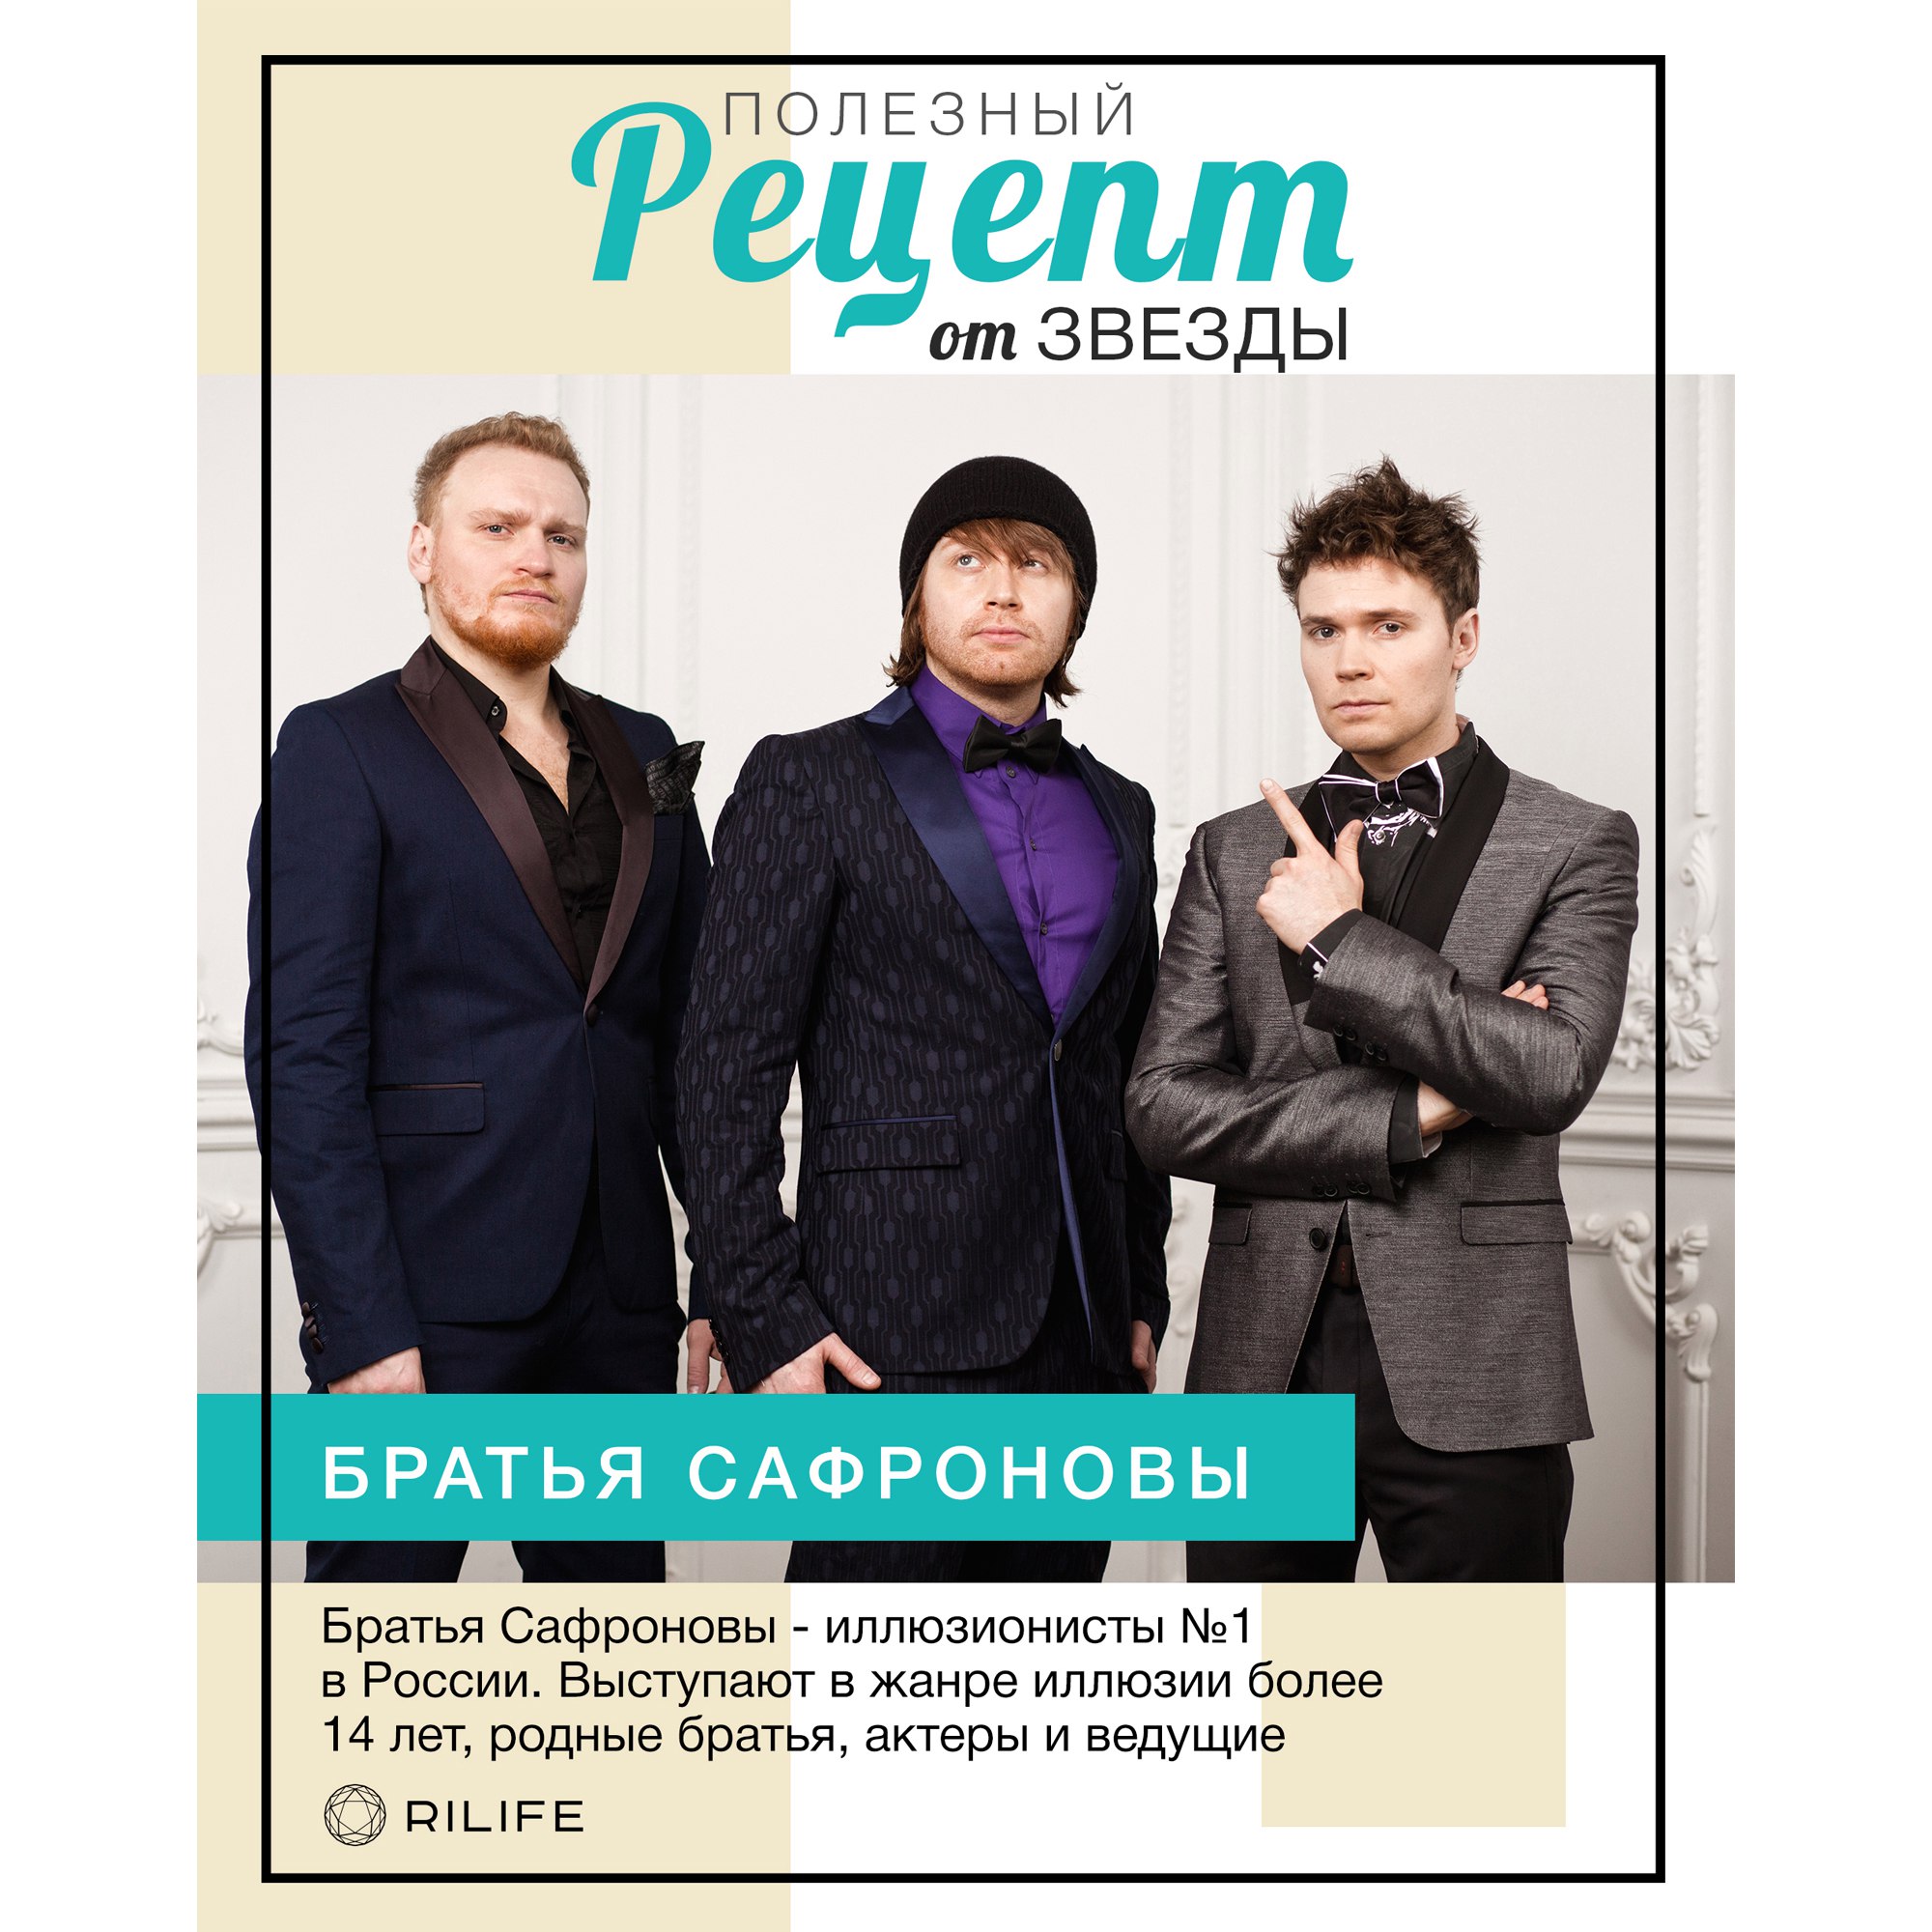 ПОЛЕЗНЫЙ
Рецепт
от ЗВЕЗДЫ
БРАТЬЯ САФРОНОВЫ
Братья Сафроновы - иллюзионисты №1
в России. Выступают в жанре иллюзии более
14 лет, родные братья, актеры и ведущие
RILIFE